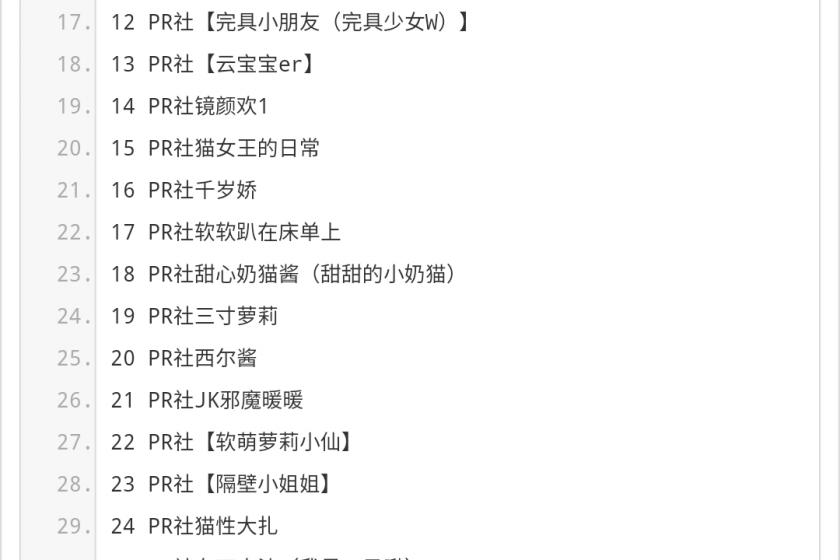 17. 12 PR社【完具小朋友（完具少女W）】
18. 13 PR社【云宝宝er】
19. 14 PR社镜颜欢1
20. 15 PR社猫女王的日常
21. 16 PR社千岁娇
22. 17 PR社软软趴在床单上
23. 18 PR社甜心奶猫酱（甜甜的小奶猫）
24. 19 PR社三寸萝莉
25. 20 PR社西尔酱
26. 21 PR社JK邪魔暖暖
27. 22 PR社【软萌萝莉小仙】
28. 23 PR社【隔壁小姐姐】
29. 24 PR社猫性大扎